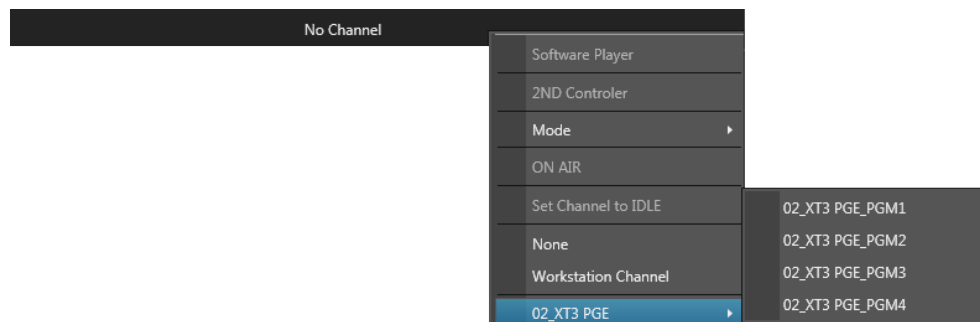 No Channel
Software Player
2ND Controler
Mode
ON AIR
Set Channel to IDLE
None
Workstation Channel
02_XT3 PGE
02_XT3 PGE_PGM1
02_XT3 PGE_PGM2
02_XT3 PGE_PGM3
02_XT3 PGE_PGM4